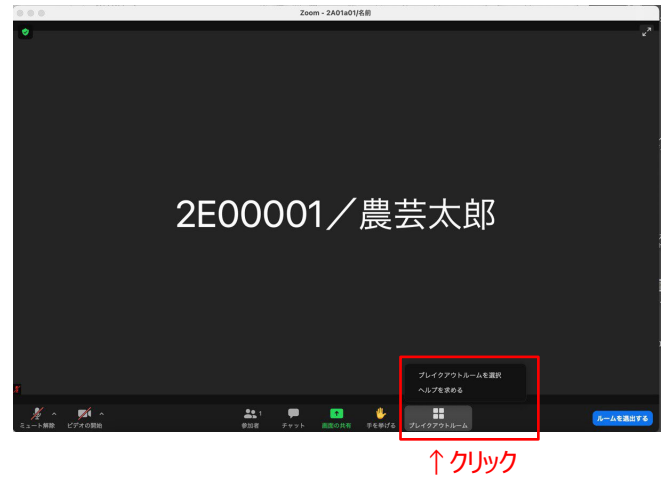 Zoom - 2A01a01/名前
2E00001／農芸太郎
ブレイクアウトルームを選択
ヘルプを求める
1
ミュート解除
ビデオの開始
参加者
チャット
画面の共有
手を挙げる
ブレイクアウトルーム
ルームを退出する
↑クリック